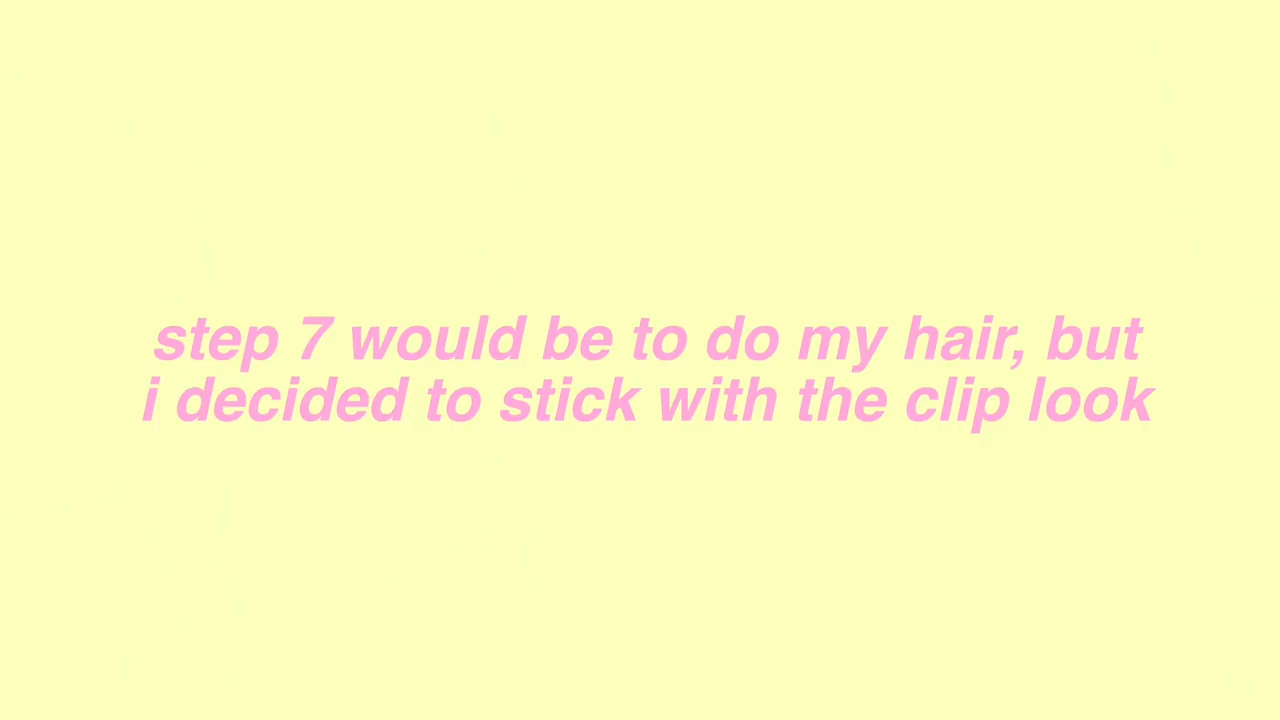 step 7 would be to do my hair, but
i decided to stick with the clip look